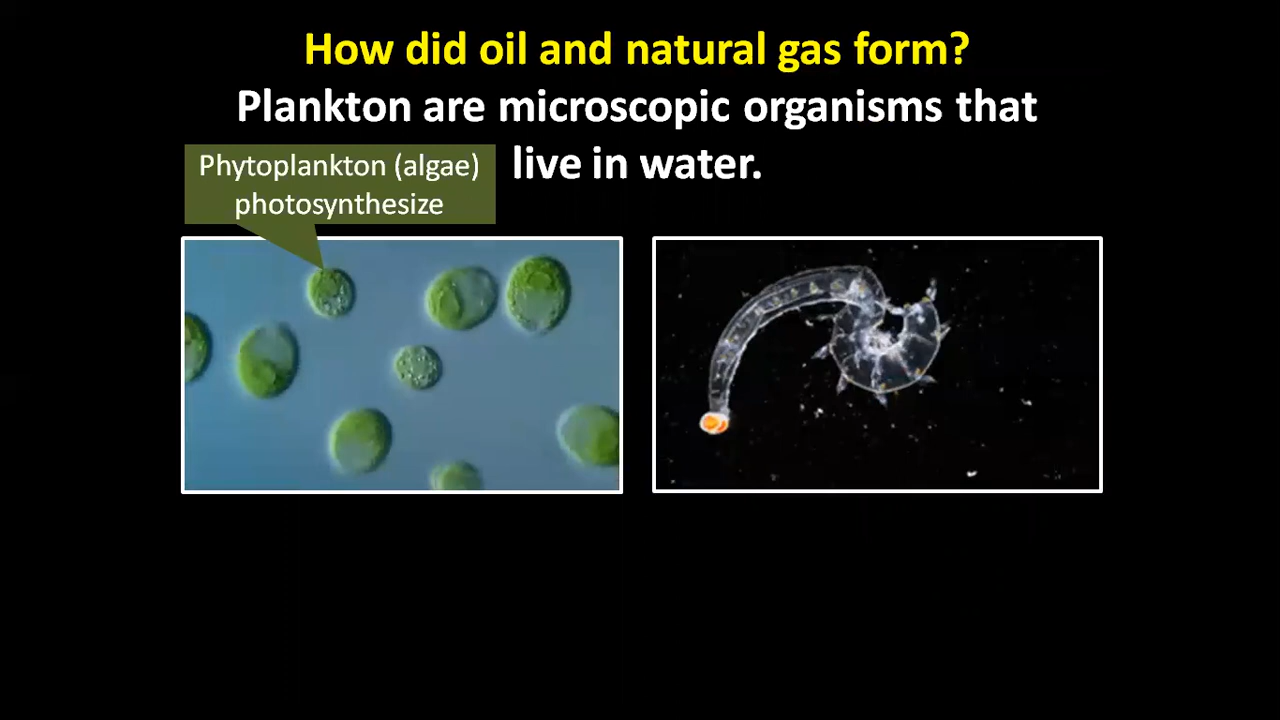 How did oil and natural gas form?
Plankton are microscopic organisms that
live in water.
Phytoplankton (algae)
photosynthesize